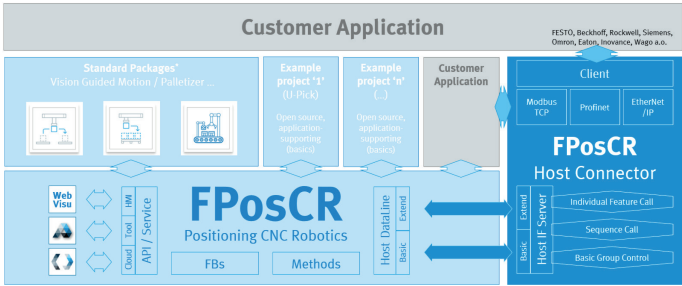 Customer Application
FESTO, Beckhoff, Rockwell, Siemens,
Omron, Eaton, Inovance, Wago a.o.
Standard Packages*
Vision Guided Motion / Palletizer ...
Example
project ‘1’
(U-Pick)
Open source,
application-
supporting
(basics)
Example
project ‘n’
(...)
Open source,
application-
supporting
(basics)
Customer
Application
Client
Modbus
TCP
Profinet
EtherNet
/IP
FPosCR
Host Connector
Web
Visu
HMI
Tool
Cloud
API / Service
FPosCR
Positioning CNC Robotics
FBs
Methods
Host DataLine
Extend
Basic
Extend
Basic
Host IF Server
Individual Feature Call
Sequence Call
Basic Group Control